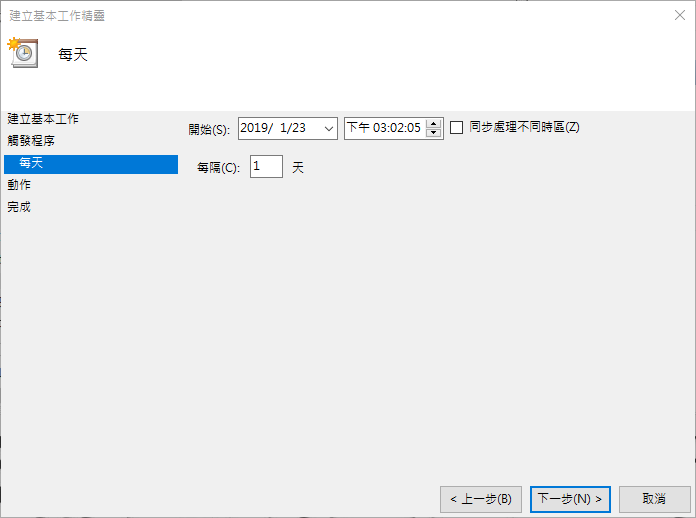 建立基本工作精靈
每天
建立基本工作
觸發程序
每天
動作
完成
開始(S): 2019/ 1/23 下午 03:02:05 同步處理不同時區(Z)
每隔(C): 1 天
< 上一步(B) 下一步(N) > 取消